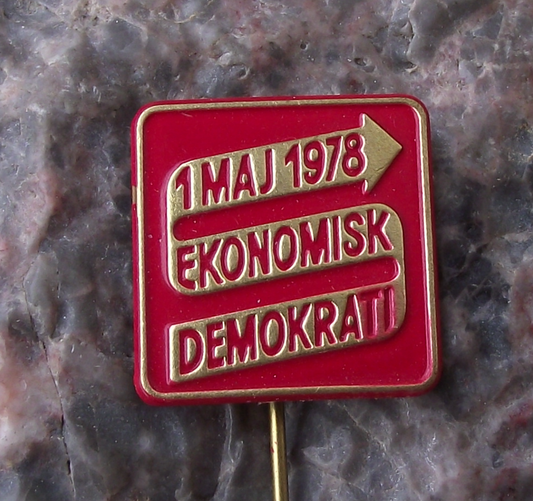 1 MAJ 1978
EKONOMISK
DEMOKRATI